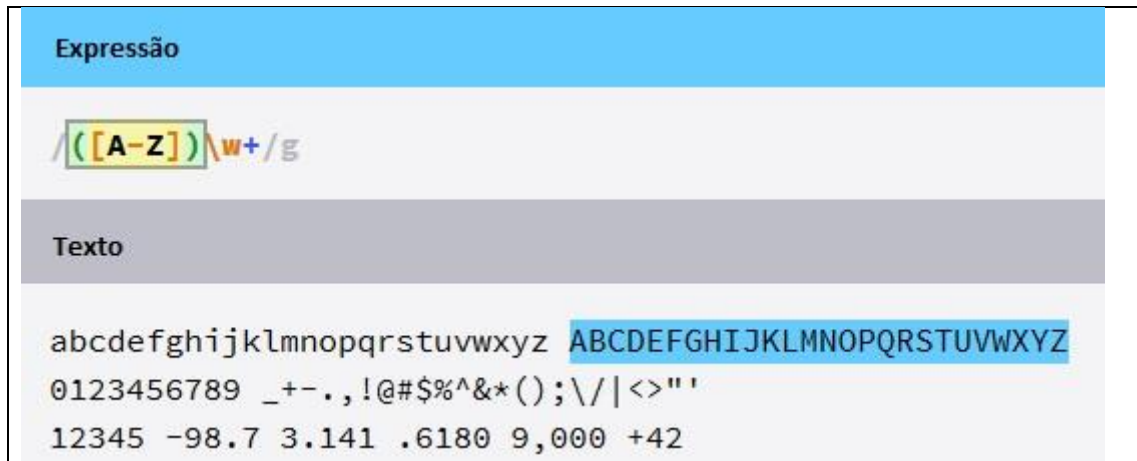 Expressão
/([A-Z])\w+/g
Texto
abcdefghijklmnopqrstuvwxyz ABCDEFGHIJKLMNOPQRSTUVWXYZ
0123456789 _+-.,!@#$%^&*();\/|<>"'
12345 -98.7 3.141 .6180 9,000 +42